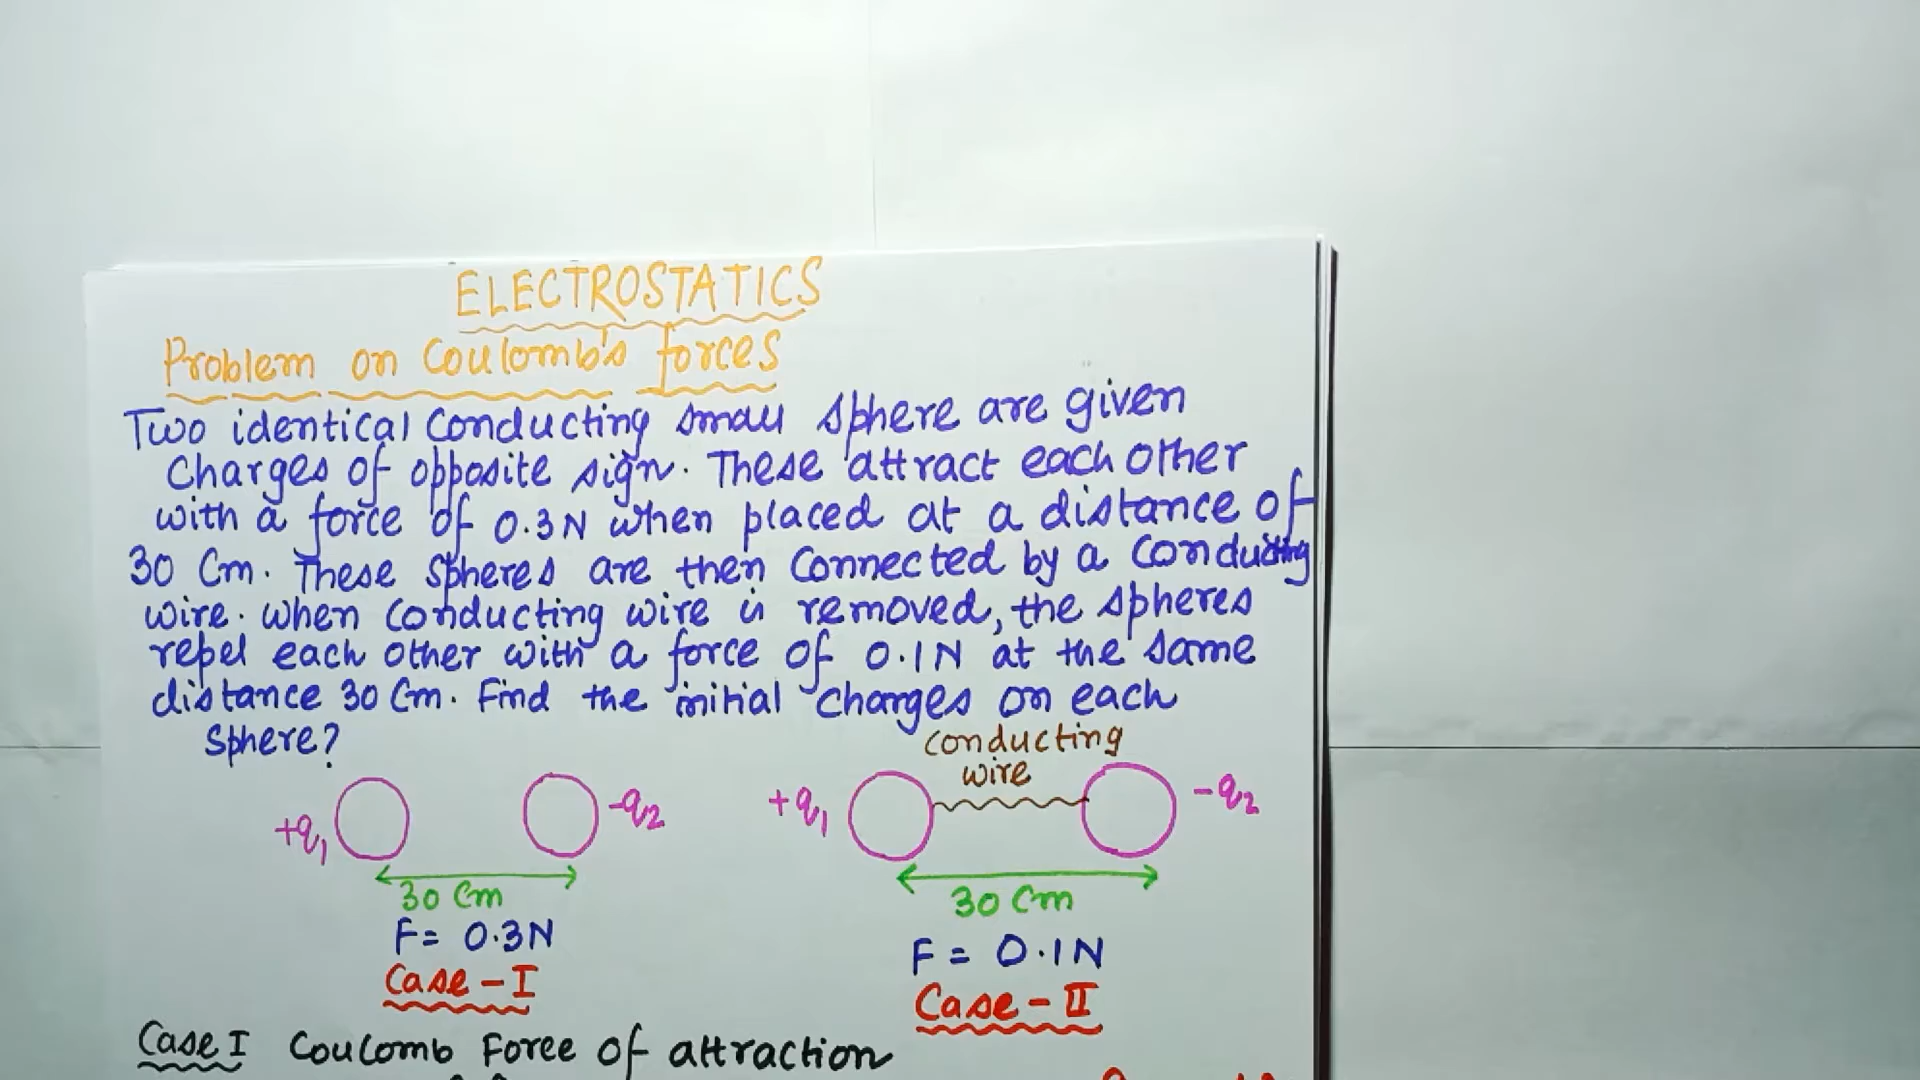 ELECTROSTATICS
Problem on Coulomb's forces
Two identical conducting small sphere are given
charges of opposite sign. These attract each other
with a force of 0.3N when placed at a distance of
30 Cm. These spheres are then connected by a conducting
wire. When conducting wire is removed, the spheres
repel each other with a force of 0.1N at the same
distance 30 Cm. Find the initial charges on each
sphere?
conducting
wire
+q1 -q2 +q1 -q2
30 Cm 30 Cm
F= 0.3N F = 0.1N
Case-I Case-II
Case I Coulomb Force of attraction